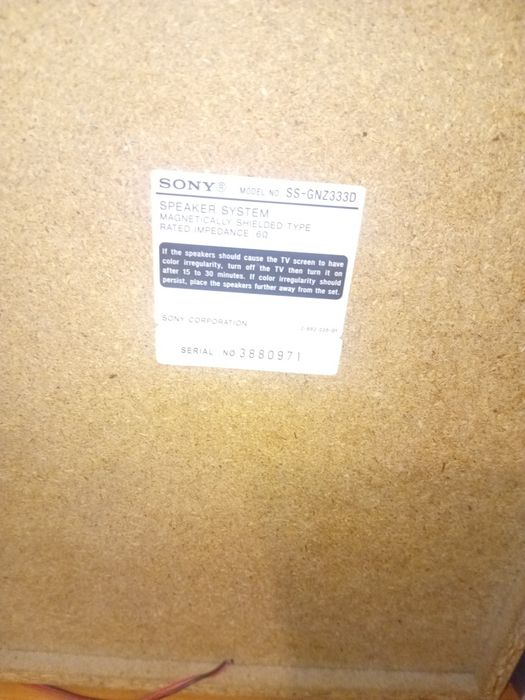 SONY® MODEL NO. SS-GNZ333D
SPEAKER SYSTEM
MAGNETICALLY SHIELDED TYPE
RATED IMPEDANCE 6Ω
If the speakers should cause the TV screen to have
color irregularity, turn off the TV then turn it on
after 15 to 30 minutes. If color irregularity should
persist, place the speakers further away from the set.
SONY CORPORATION
SERIAL NO 3880971